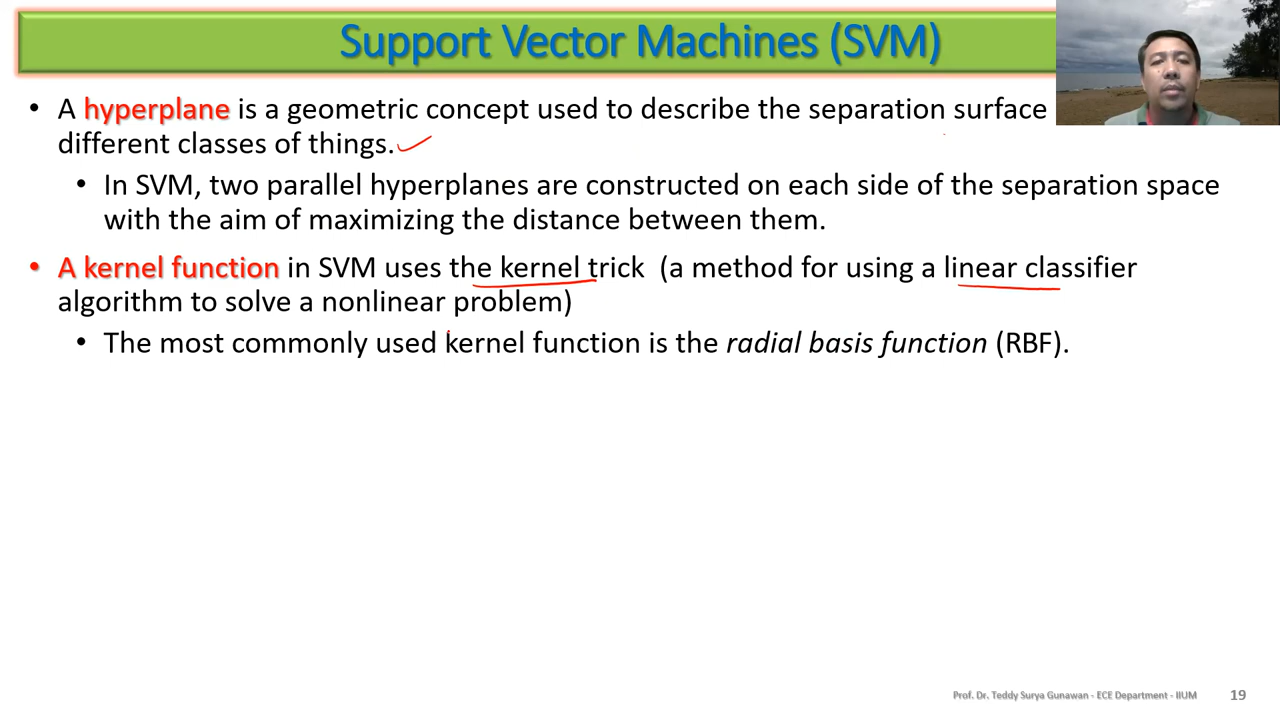 Support Vector Machines (SVM)
• A hyperplane is a geometric concept used to describe the separation surface
different classes of things.
• In SVM, two parallel hyperplanes are constructed on each side of the separation space
with the aim of maximizing the distance between them.
• A kernel function in SVM uses the kernel trick (a method for using a linear classifier
algorithm to solve a nonlinear problem)
• The most commonly used kernel function is the radial basis function (RBF).
Prof. Dr. Teddy Surya Gunawan - ECE Department - IIUM 19